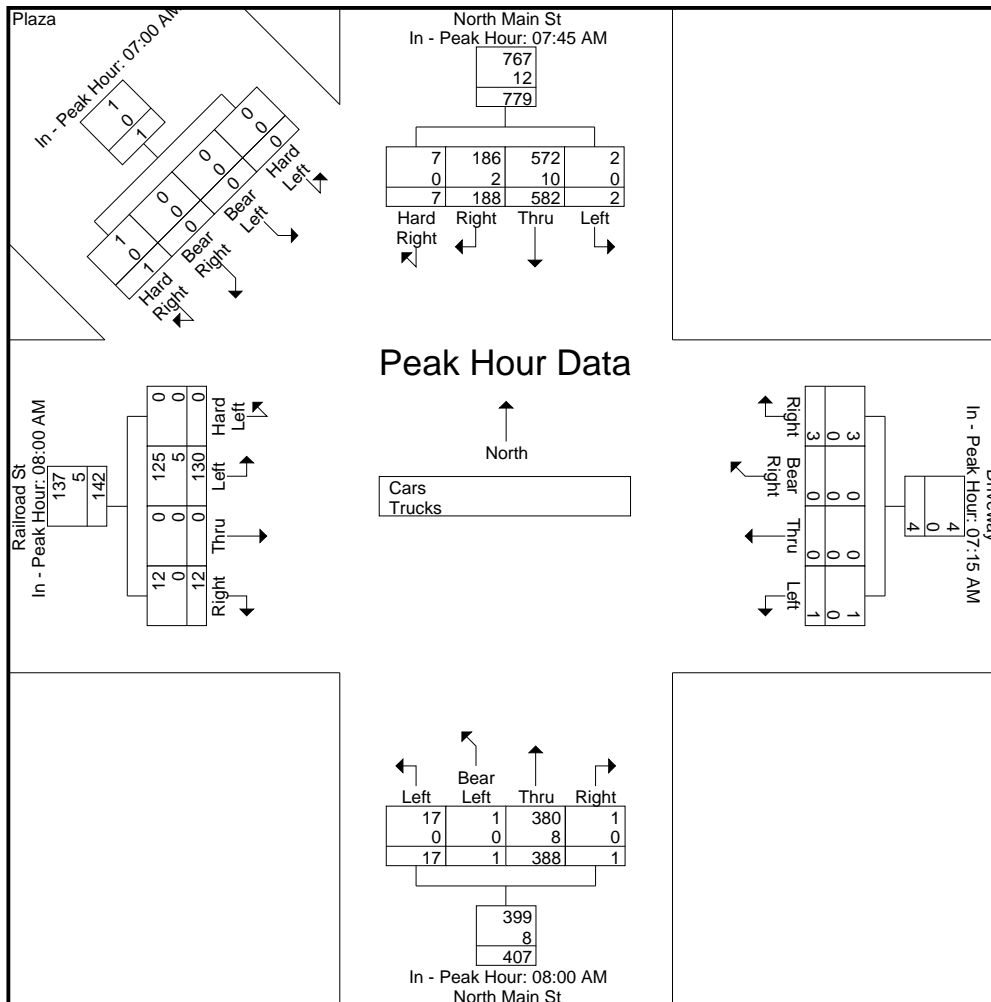 Plaza
In - Peak Hour: 07:00 AM
1
0
1
0 0 0
0 0 0
0 0 0
1
0
1
Hard
Left
Bear
Left
Bear
Right
Hard
Right
North Main St
In - Peak Hour: 07:45 AM
767
12
779
7 186 572 2
0 2 10 0
7 188 582 2
Hard
Right
Right
Thru
Left
Peak Hour Data
North
Cars
Trucks
Railroad St
In - Peak Hour: 08:00 AM
137
5
142
0 0 0
125 5 130
0 0 0
12 0 12
Hard
Left
Left
Thru
Right
Right
Bear
Right
Thru
Left
3 0 3
0 0 0
0 0 0
1 0 1
4
0
4
Driveway
In - Peak Hour: 07:15 AM
Left
Bear
Left
Thru
Right
17 1 380 1
0 0 8 0
17 1 388 1
399
8
407
In - Peak Hour: 08:00 AM
North Main St